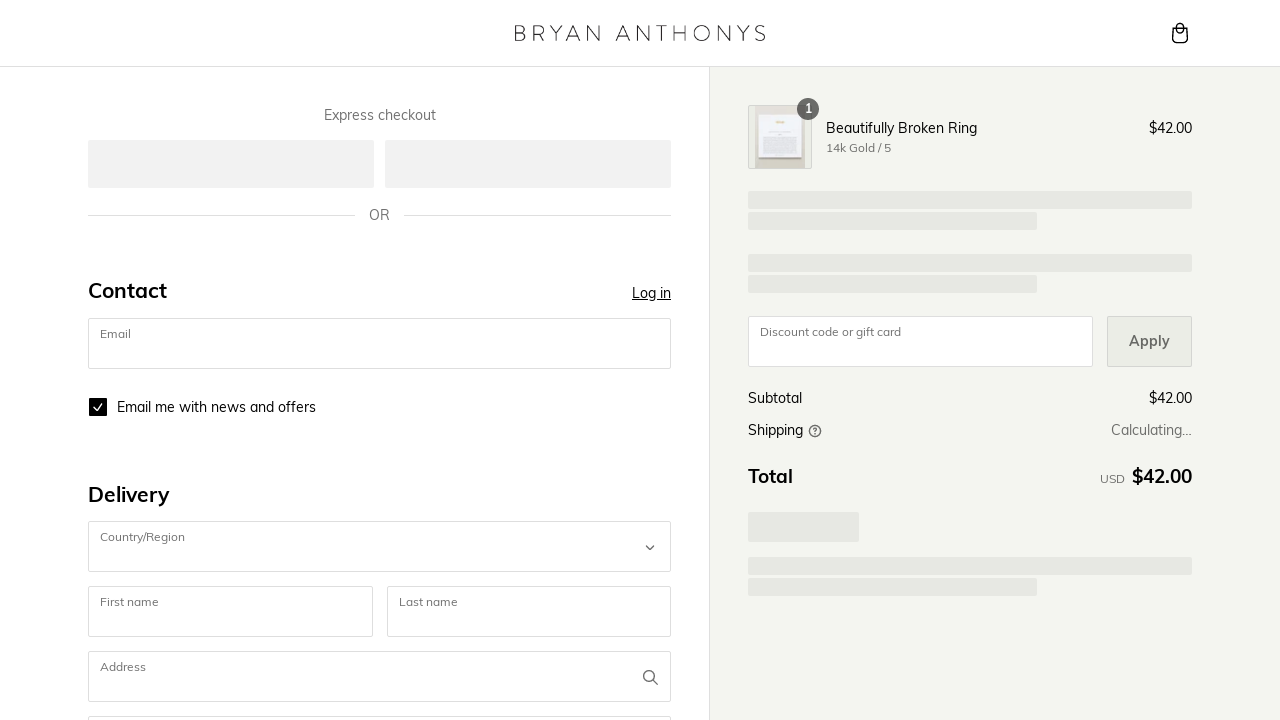 BRYAN ANTHONYS
Express checkout
OR
Contact
Log in
Email
Email me with news and offers
Delivery
Country/Region
First name
Last name
Address
1
Beautifully Broken Ring
$42.00
14k Gold / 5
Discount code or gift card
Apply
Subtotal
$42.00
Shipping
Calculating…
Total
USD $42.00